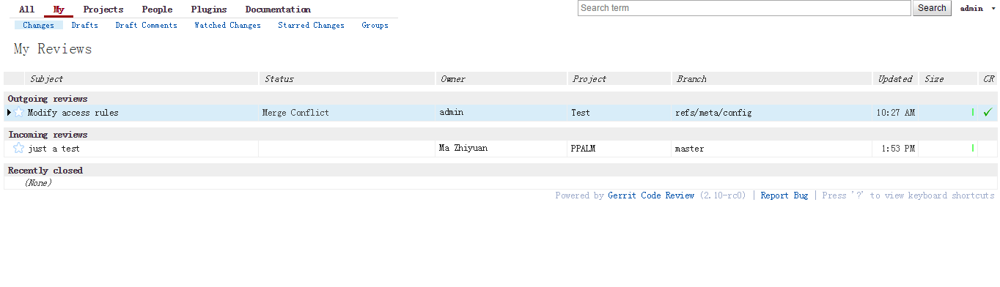 All My Projects People Plugins Documentation Search term Search admin
Changes Drafts Draft Comments Watched Changes Starred Changes Groups
My Reviews
Subject Status Owner Project Branch Updated Size CR
Outgoing reviews
Modify access rules Merge Conflict admin Test refs/meta/config 10:27 AM
Incoming reviews
just a test Ma Zhiyuan PPALM master 1:53 PM
Recently closed
(None)
Powered by Gerrit Code Review (2.10-rc0) | Report Bug | Press '?' to view keyboard shortcuts